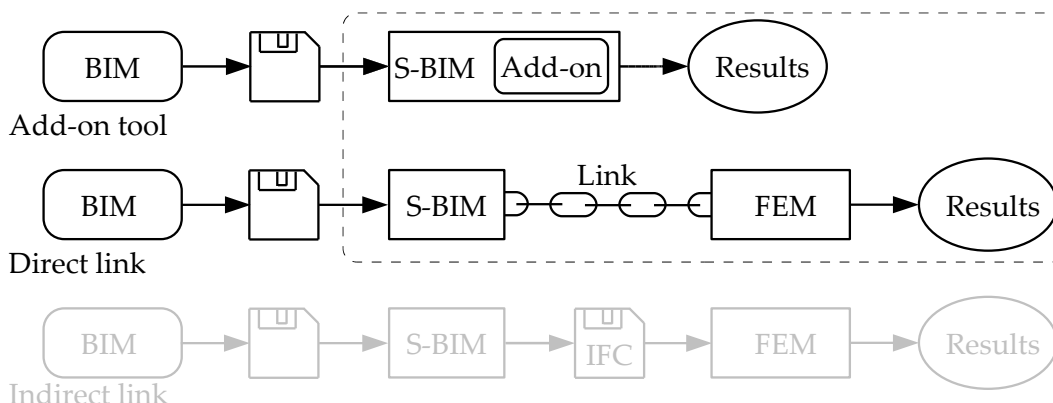 BIM S-BIM Add-on Results
Add-on tool
Link
BIM S-BIM FEM Results
Direct link
BIM S-BIM IFC FEM Results
Indirect link